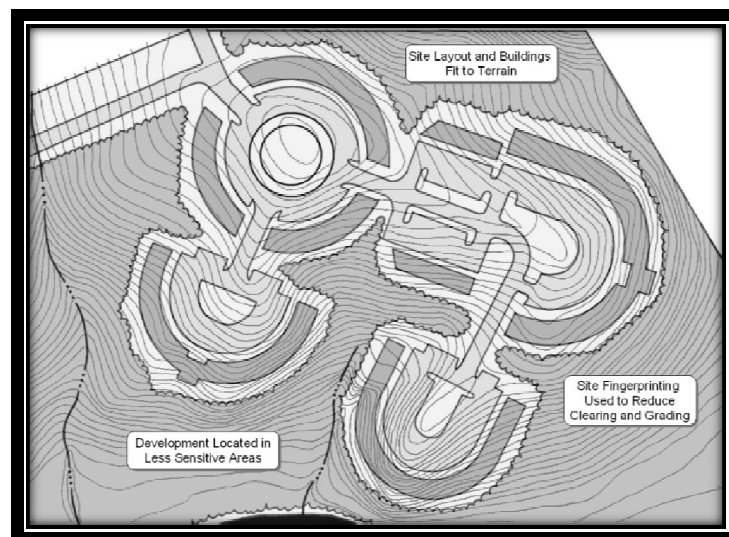 Site Layout and Buildings
Fit to Terrain
Site Fingerprinting
Used to Reduce
Clearing and Grading
Development Located in
Less Sensitive Areas